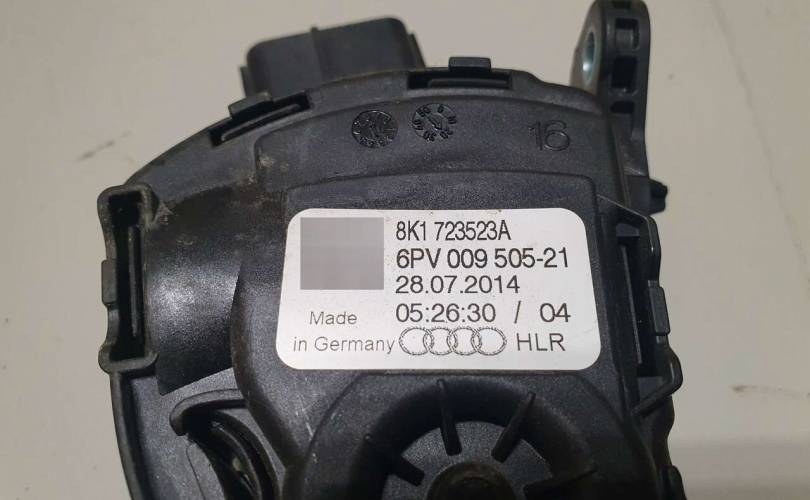 16
8K1 723523A
6PV 009 505-21
28.07.2014
Made 05:26:30 / 04
in Germany HLR